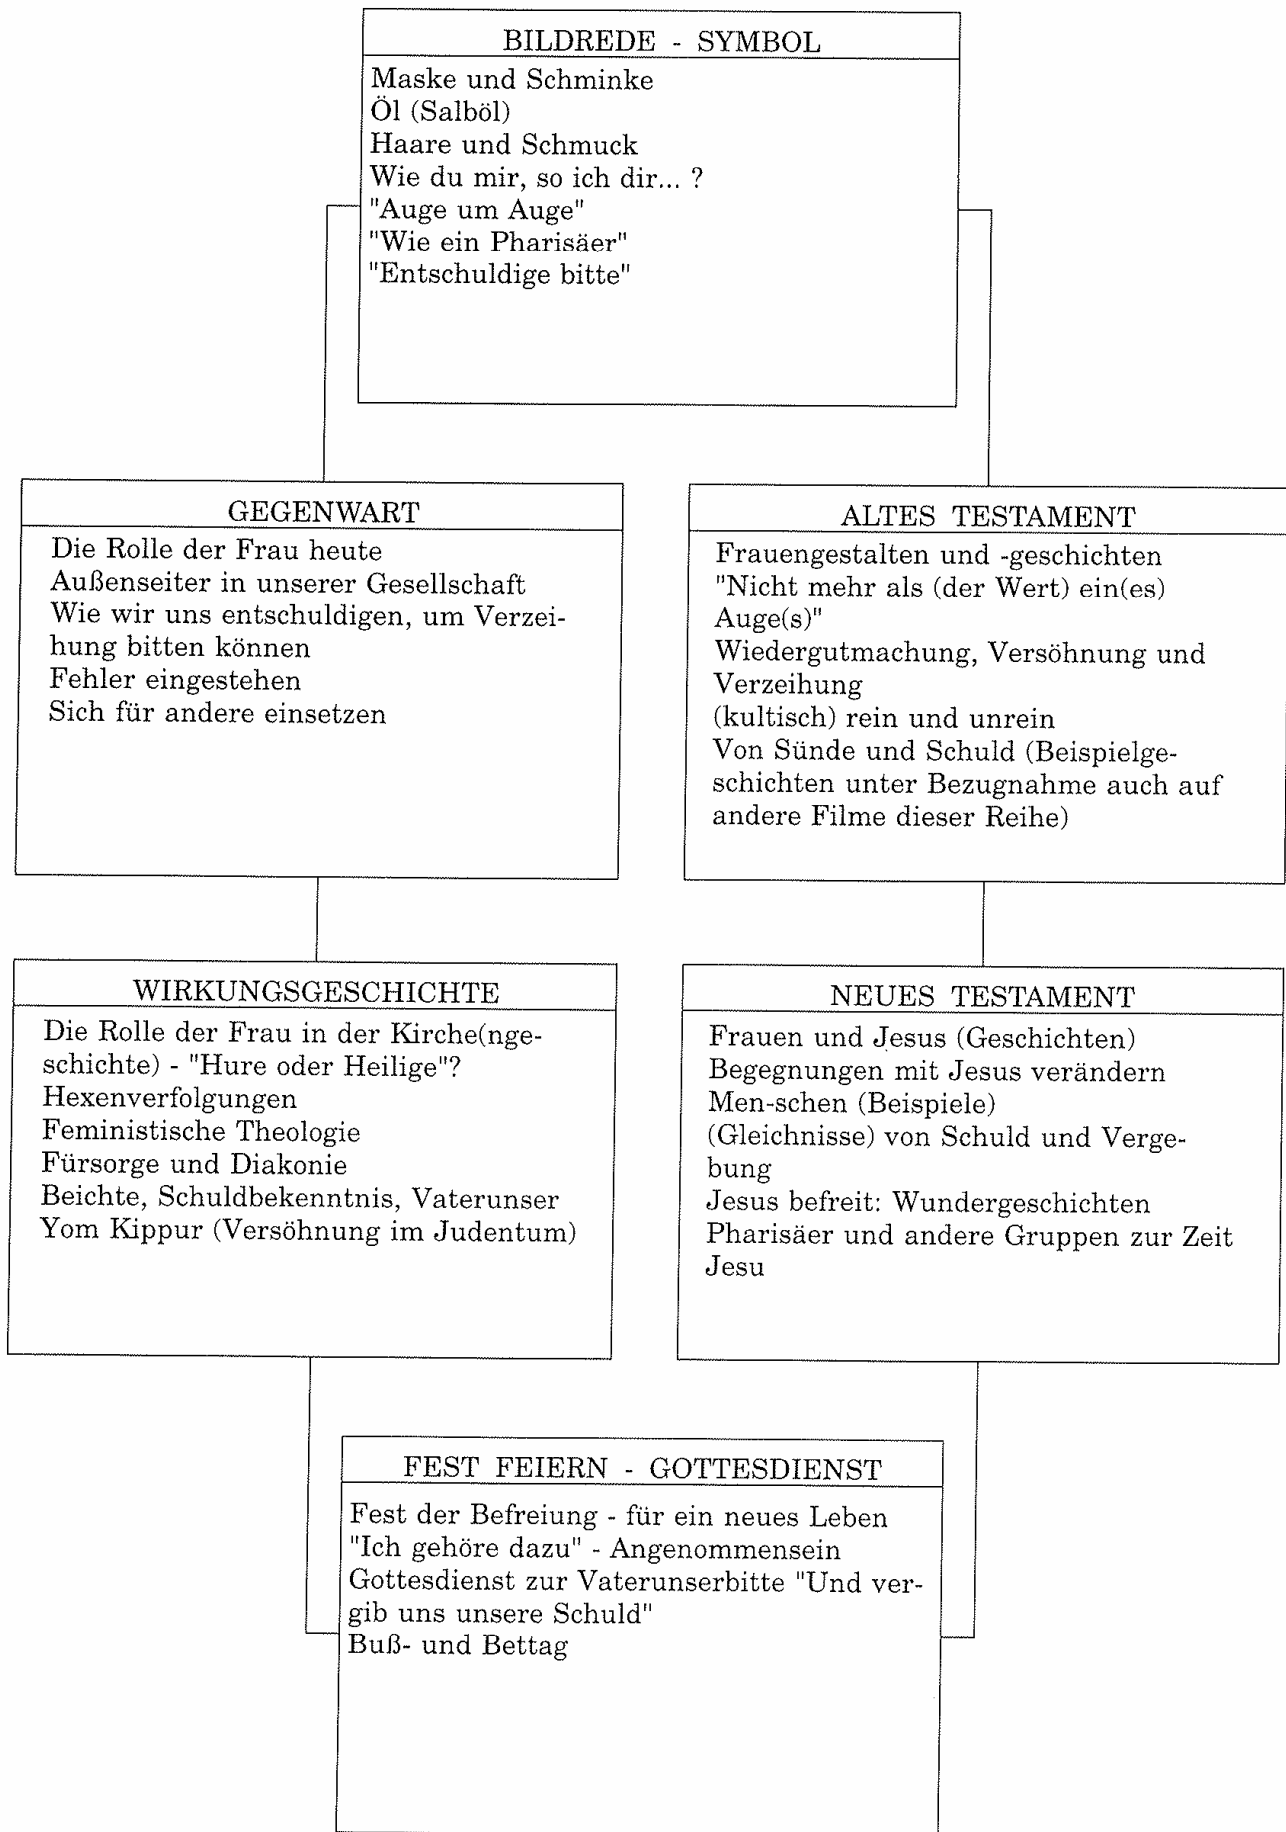 BILDREDE - SYMBOL
Maske und Schminke
Öl (Salböl)
Haare und Schmuck
Wie du mir, so ich dir... ?
"Auge um Auge"
"Wie ein Pharisäer"
"Entschuldige bitte"
GEGENWART
Die Rolle der Frau heute
Außenseiter in unserer Gesellschaft
Wie wir uns entschuldigen, um Verzei-
hung bitten können
Fehler eingestehen
Sich für andere einsetzen
ALTES TESTAMENT
Frauengestalten und -geschichten
"Nicht mehr als (der Wert) ein(es)
Auge(s)"
Wiedergutmachung, Versöhnung und
Verzeihung
(kultisch) rein und unrein
Von Sünde und Schuld (Beispielge-
schichten unter Bezugnahme auch auf
andere Filme dieser Reihe)
WIRKUNGSGESCHICHTE
Die Rolle der Frau in der Kirche(nge-
schichte) - "Hure oder Heilige"?
Hexenverfolgungen
Feministische Theologie
Fürsorge und Diakonie
Beichte, Schuldbekenntnis, Vaterunser
Yom Kippur (Versöhnung im Judentum)
NEUES TESTAMENT
Frauen und Jesus (Geschichten)
Begegnungen mit Jesus verändern
Men-schen (Beispiele)
(Gleichnisse) von Schuld und Verge-
bung
Jesus befreit: Wundergeschichten
Pharisäer und andere Gruppen zur Zeit
Jesu
FEST FEIERN - GOTTESDIENST
Fest der Befreiung - für ein neues Leben
"Ich gehöre dazu" - Angenommensein
Gottesdienst zur Vaterunserbitte "Und ver-
gib uns unsere Schuld"
Buß- und Bettag